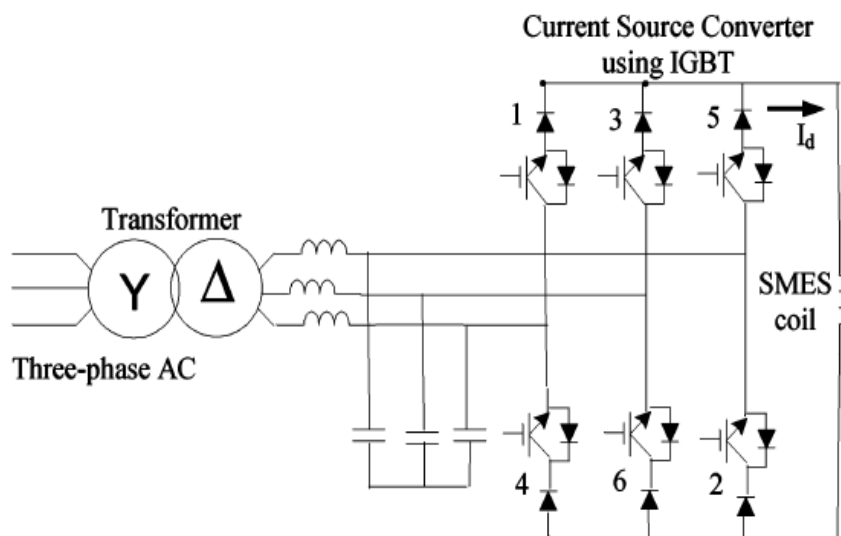 Current Source Converter
using IGBT
1
3
5
I_d
Transformer
Y
Δ
SMES
coil
Three-phase AC
4
6
2